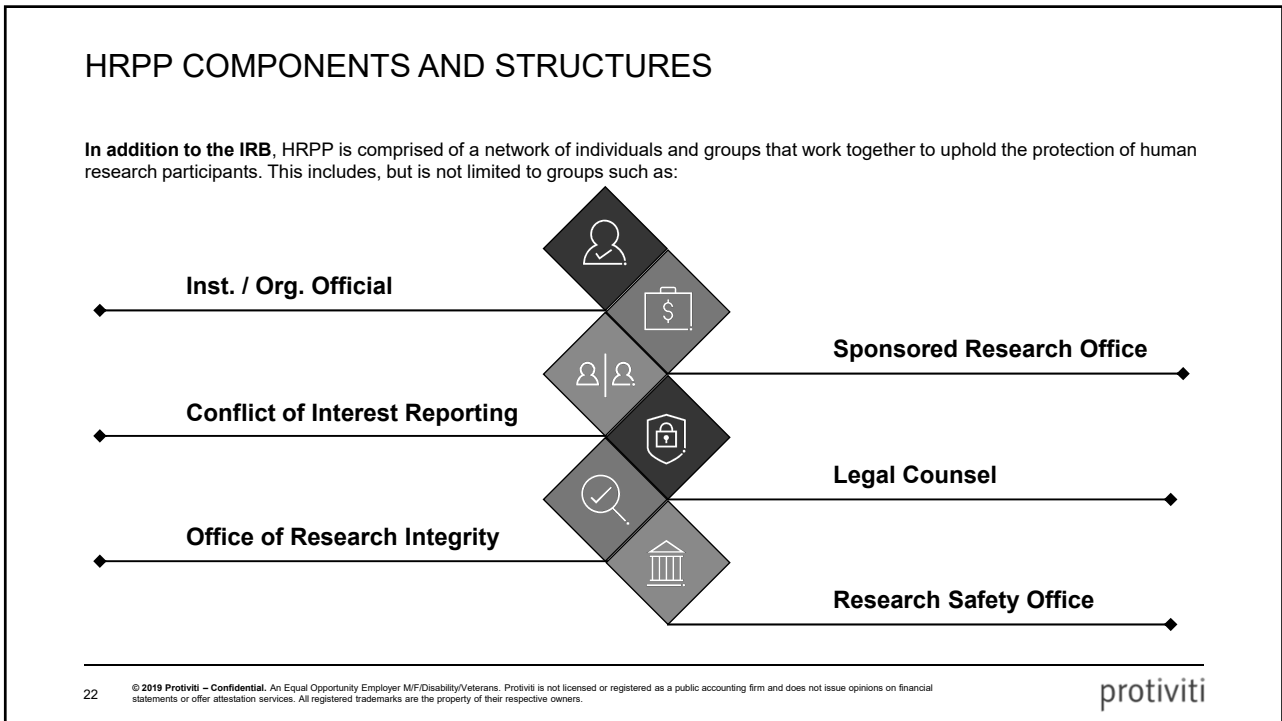 HRPP COMPONENTS AND STRUCTURES
In addition to the IRB, HRPP is comprised of a network of individuals and groups that work together to uphold the protection of human
research participants. This includes, but is not limited to groups such as:
Inst. / Org. Official
$
Sponsored Research Office
Conflict of Interest Reporting
Legal Counsel
Office of Research Integrity
Research Safety Office
22
© 2019 Protiviti – Confidential. An Equal Opportunity Employer M/F/Disability/Veterans. Protiviti is not licensed or registered as a public accounting firm and does not issue opinions on financial
statements or offer attestation services. All registered trademarks are the property of their respective owners.
protiviti